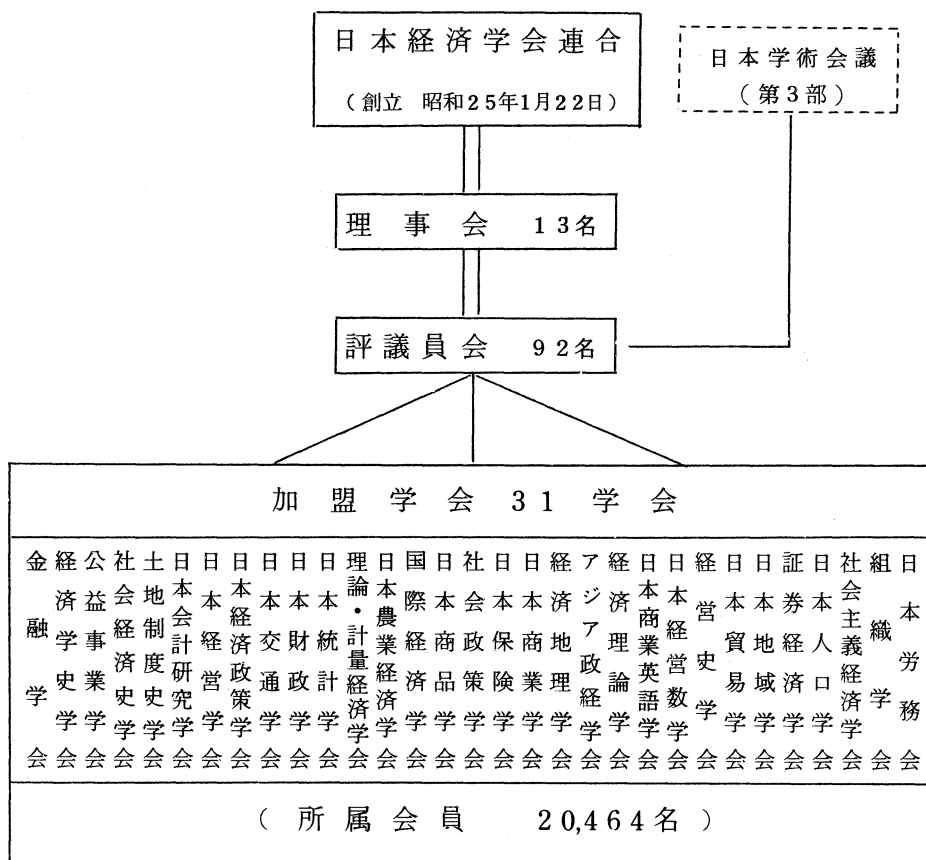 日本経済学会連合
（創立　昭和25年1月22日）
日本学術会議
（第3部）
理事会　13名
評議員会　92名
加盟学会 31 学会
金融学会
経済学史学会
公益事業学会
社会経済史学会
土地制度史学会
日本会計研究学会
日本経営学会
日本経済政策学会
日本交通学会
日本財政学会
日本統計学会
理論・計量経済学会
日本農業経済学会
国際経済学会
日本商品学会
社会政策学会
日本保険学会
日本商業学会
経済地理学会
アジア政経学会
経済理論学会
日本商業英語学会
日本経営数学会
経営史学会
日本貿易学会
日本地域学会
証券経済学会
日本人口学会
社会主義経済学会
組織学会
日本労務会
（所属会員　20,464名）